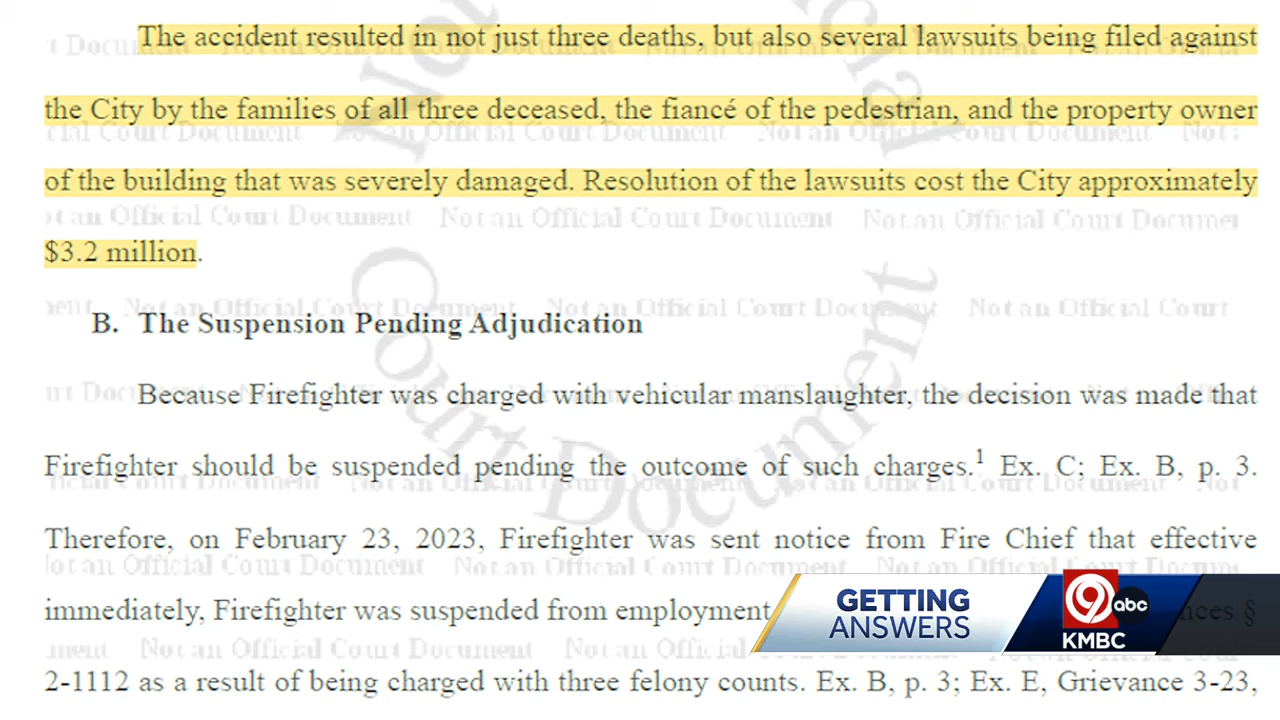 The accident resulted in not just three deaths, but also several lawsuits being filed against
the City by the families of all three deceased, the fiancé of the pedestrian, and the property owner
of the building that was severely damaged. Resolution of the lawsuits cost the City approximately
$3.2 million.
B. The Suspension Pending Adjudication
Because Firefighter was charged with vehicular manslaughter, the decision was made that
Firefighter should be suspended pending the outcome of such charges.1 Ex. C; Ex. B, p. 3.
Therefore, on February 23, 2023, Firefighter was sent notice from Fire Chief that effective
immediately, Firefighter was suspended from employment §
2-1112 as a result of being charged with three felony counts. Ex. B, p. 3; Ex. E, Grievance 3-23,
GETTING
ANSWERS
9 abc
KMBC
Not an Official Court Document